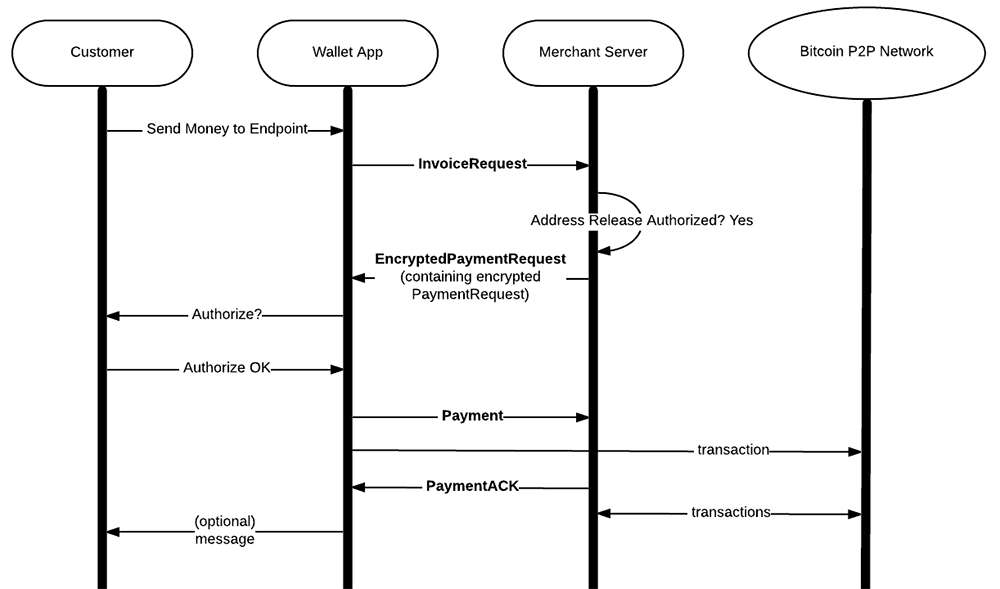 Customer
Wallet App
Merchant Server
Bitcoin P2P Network
Send Money to Endpoint
InvoiceRequest
Address Release Authorized? Yes
EncryptedPaymentRequest
(containing encrypted
PaymentRequest)
Authorize?
Authorize OK
Payment
transaction
PaymentACK
transactions
(optional)
message